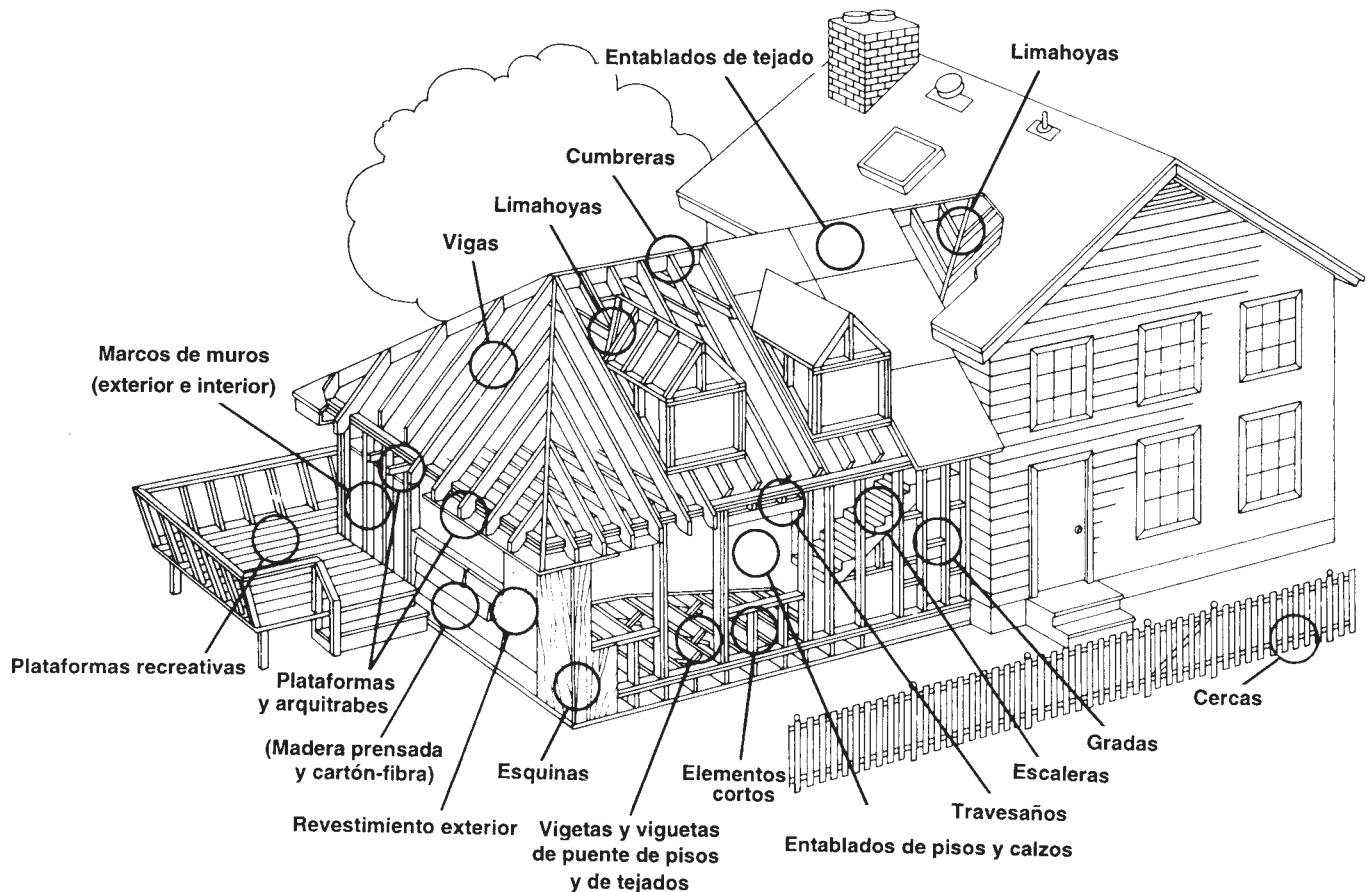 Entablados de tejado
Limahoyas
Cumbreras
Limahoyas
Vigas
Marcos de muros
(exterior e interior)
Plataformas recreativas
Plataformas
y arquitrabes
(Madera prensada
y cartón-fibra)
Revestimiento exterior
Esquinas
Vigetas y viguetas
de puente de pisos
y de tejados
Elementos
cortos
Entablados de pisos y calzos
Travesaños
Escaleras
Gradas
Cercas